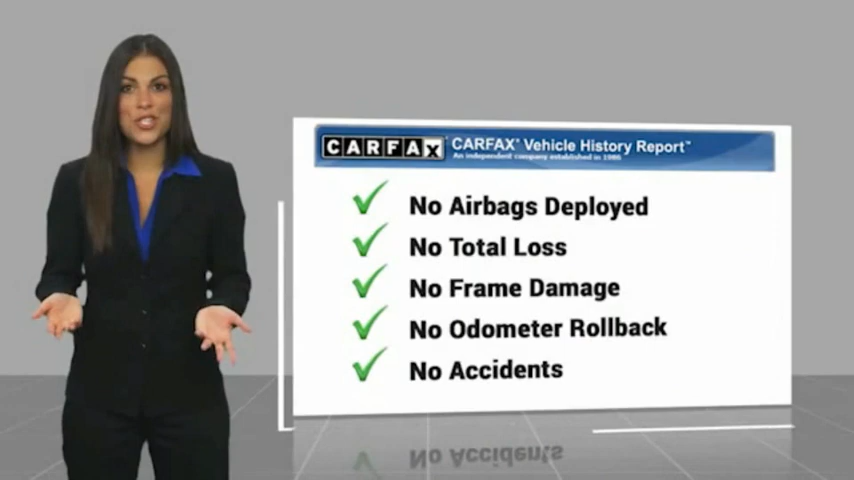 CARFAX CARFAX® Vehicle History Report™
An independent company established in 1986
No Airbags Deployed
No Total Loss
No Frame Damage
No Odometer Rollback
No Accidents
No Accidents